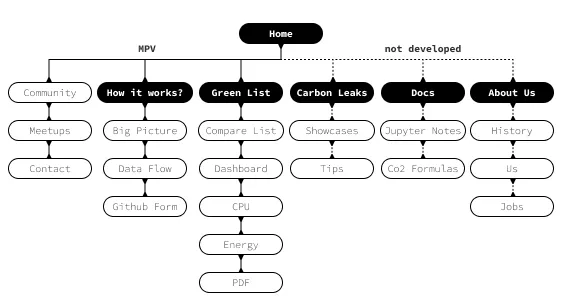 Home
MPV
not developed
Community
How it works?
Green List
Carbon Leaks
Docs
About Us
Meetups
Big Picture
Compare List
Showcases
Jupyter Notes
History
Contact
Data Flow
Dashboard
Tips
Co2 Formulas
Us
Github Form
CPU
Jobs
Energy
PDF